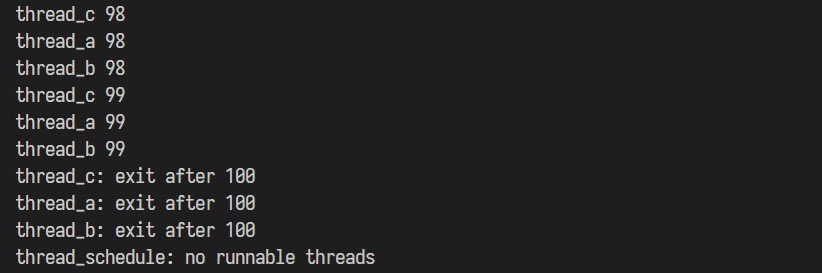 thread_c 98
thread_a 98
thread_b 98
thread_c 99
thread_a 99
thread_b 99
thread_c: exit after 100
thread_a: exit after 100
thread_b: exit after 100
thread_schedule: no runnable threads